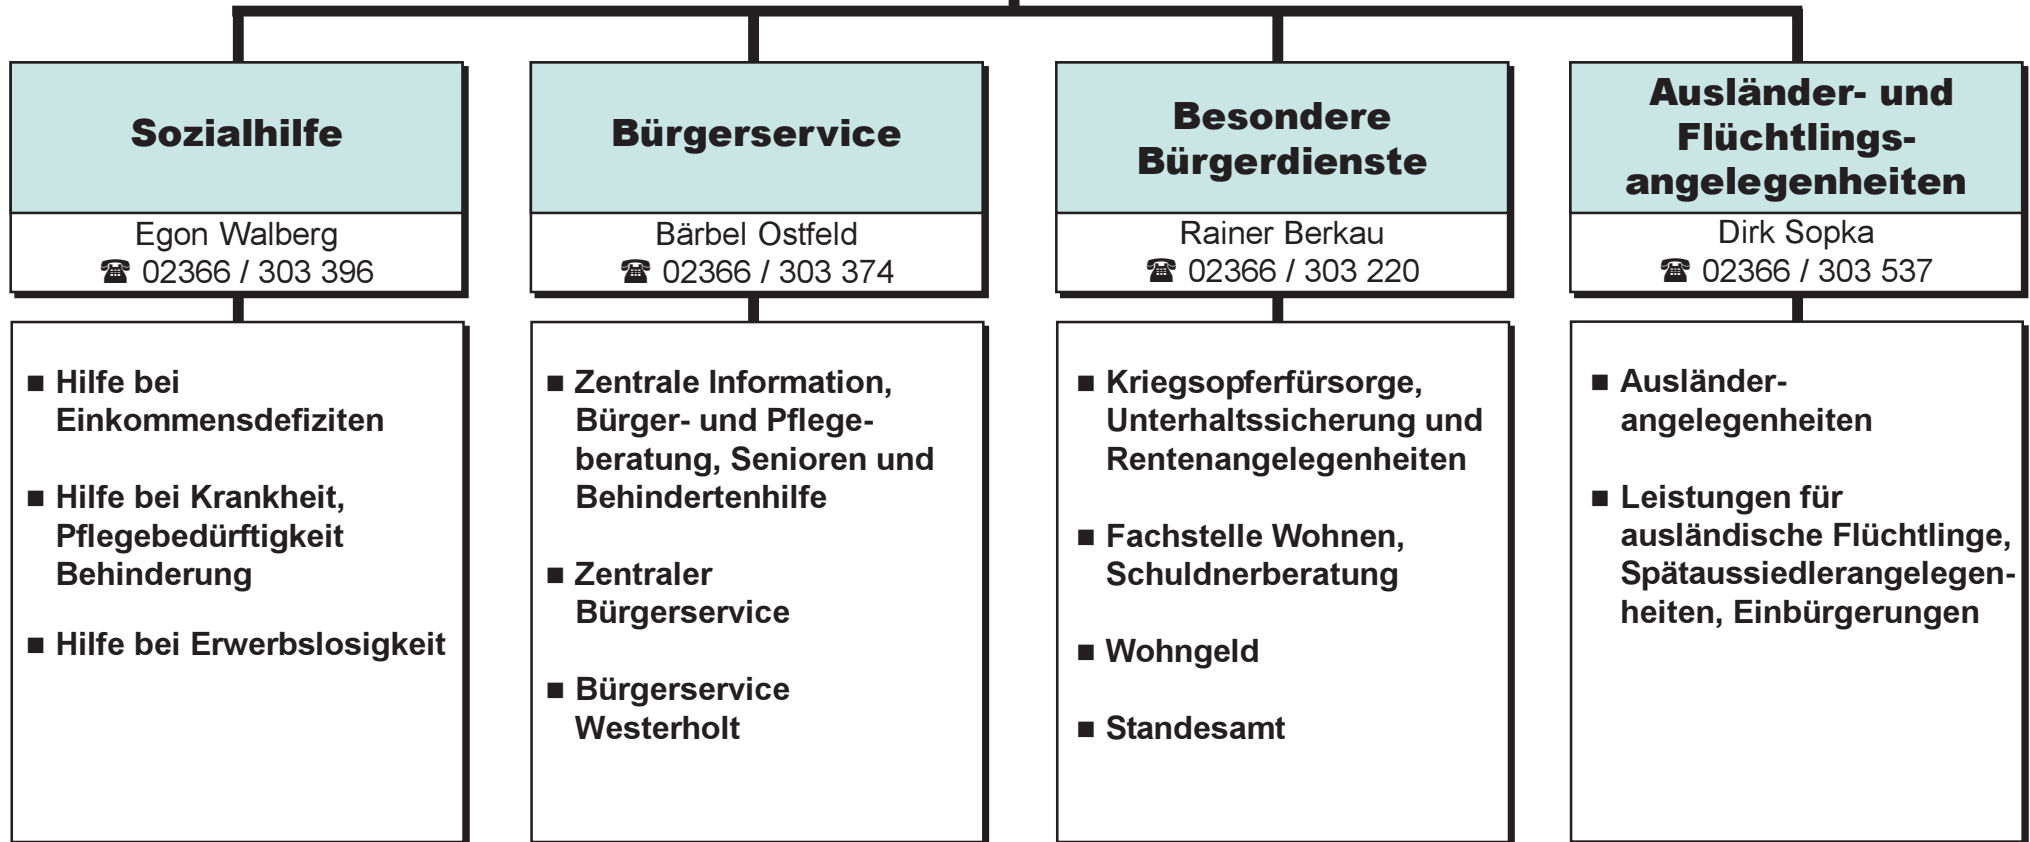 Sozialhilfe
Egon Walberg
☎ 02366 / 303 396
■ Hilfe bei
Einkommensdefiziten
■ Hilfe bei Krankheit,
Pflegebedürftigkeit
Behinderung
■ Hilfe bei Erwerbslosigkeit
Bürgerservice
Bärbel Ostfeld
☎ 02366 / 303 374
■ Zentrale Information,
Bürger- und Pflege-
beratung, Senioren und
Behindertenhilfe
■ Zentraler
Bürgerservice
■ Bürgerservice
Westerholt
Besondere
Bürgerdienste
Rainer Berkau
☎ 02366 / 303 220
■ Kriegsopferfürsorge,
Unterhaltssicherung und
Rentenangelegenheiten
■ Fachstelle Wohnen,
Schuldnerberatung
■ Wohngeld
■ Standesamt
Ausländer- und
Flüchtlings-
angelegenheiten
Dirk Sopka
☎ 02366 / 303 537
■ Ausländer-
angelegenheiten
■ Leistungen für
ausländische Flüchtlinge,
Spätaussiedlerangelegen-
heiten, Einbürgerungen